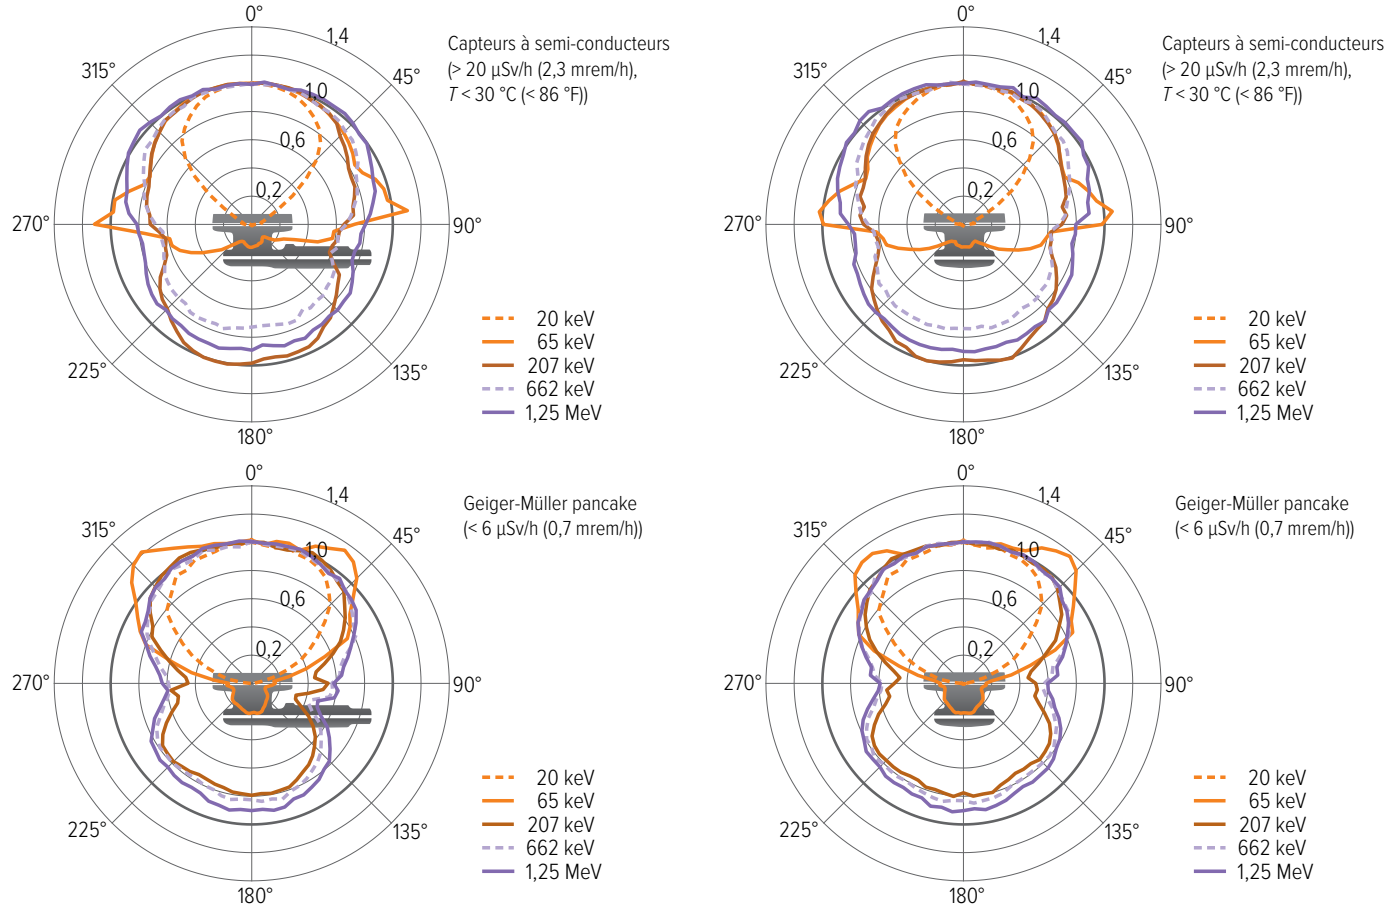 0°
1,4
315°
45°
1,0
0,6
0,2
270°
90°
225°
135°
180°
Capteurs à semi-conducteurs
(> 20 µSv/h (2,3 mrem/h),
T < 30 °C (< 86 °F))
20 keV
65 keV
207 keV
662 keV
1,25 MeV
0°
1,4
315°
45°
1,0
0,6
0,2
270°
90°
225°
135°
180°
Capteurs à semi-conducteurs
(> 20 µSv/h (2,3 mrem/h),
T < 30 °C (< 86 °F))
20 keV
65 keV
207 keV
662 keV
1,25 MeV
0°
1,4
315°
45°
1,0
0,6
0,2
270°
90°
225°
135°
180°
Geiger-Müller pancake
(< 6 µSv/h (0,7 mrem/h))
20 keV
65 keV
207 keV
662 keV
1,25 MeV
0°
1,4
315°
45°
1,0
0,6
0,2
270°
90°
225°
135°
180°
Geiger-Müller pancake
(< 6 µSv/h (0,7 mrem/h))
20 keV
65 keV
207 keV
662 keV
1,25 MeV